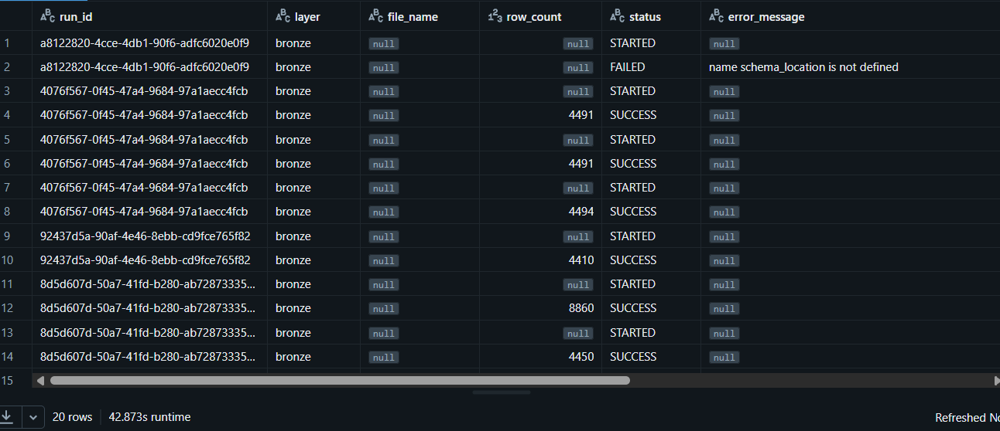 run_id layer file_name row_count status error_message
1 a8122820-4cce-4db1-90f6-adfc6020e0f9 bronze null null STARTED null
2 a8122820-4cce-4db1-90f6-adfc6020e0f9 bronze null null FAILED name schema_location is not defined
3 4076f567-0f45-47a4-9684-97a1aecc4fcb bronze null null STARTED null
4 4076f567-0f45-47a4-9684-97a1aecc4fcb bronze null 4491 SUCCESS null
5 4076f567-0f45-47a4-9684-97a1aecc4fcb bronze null null STARTED null
6 4076f567-0f45-47a4-9684-97a1aecc4fcb bronze null 4491 SUCCESS null
7 4076f567-0f45-47a4-9684-97a1aecc4fcb bronze null null STARTED null
8 4076f567-0f45-47a4-9684-97a1aecc4fcb bronze null 4494 SUCCESS null
9 92437d5a-90af-4e46-8ebb-cd9fce765f82 bronze null null STARTED null
10 92437d5a-90af-4e46-8ebb-cd9fce765f82 bronze null 4410 SUCCESS null
11 8d5d607d-50a7-41fd-b280-ab72873335... bronze null null STARTED null
12 8d5d607d-50a7-41fd-b280-ab72873335... bronze null 8860 SUCCESS null
13 8d5d607d-50a7-41fd-b280-ab72873335... bronze null null STARTED null
14 8d5d607d-50a7-41fd-b280-ab72873335... bronze null 4450 SUCCESS null
15
20 rows 42.873s runtime Refreshed No